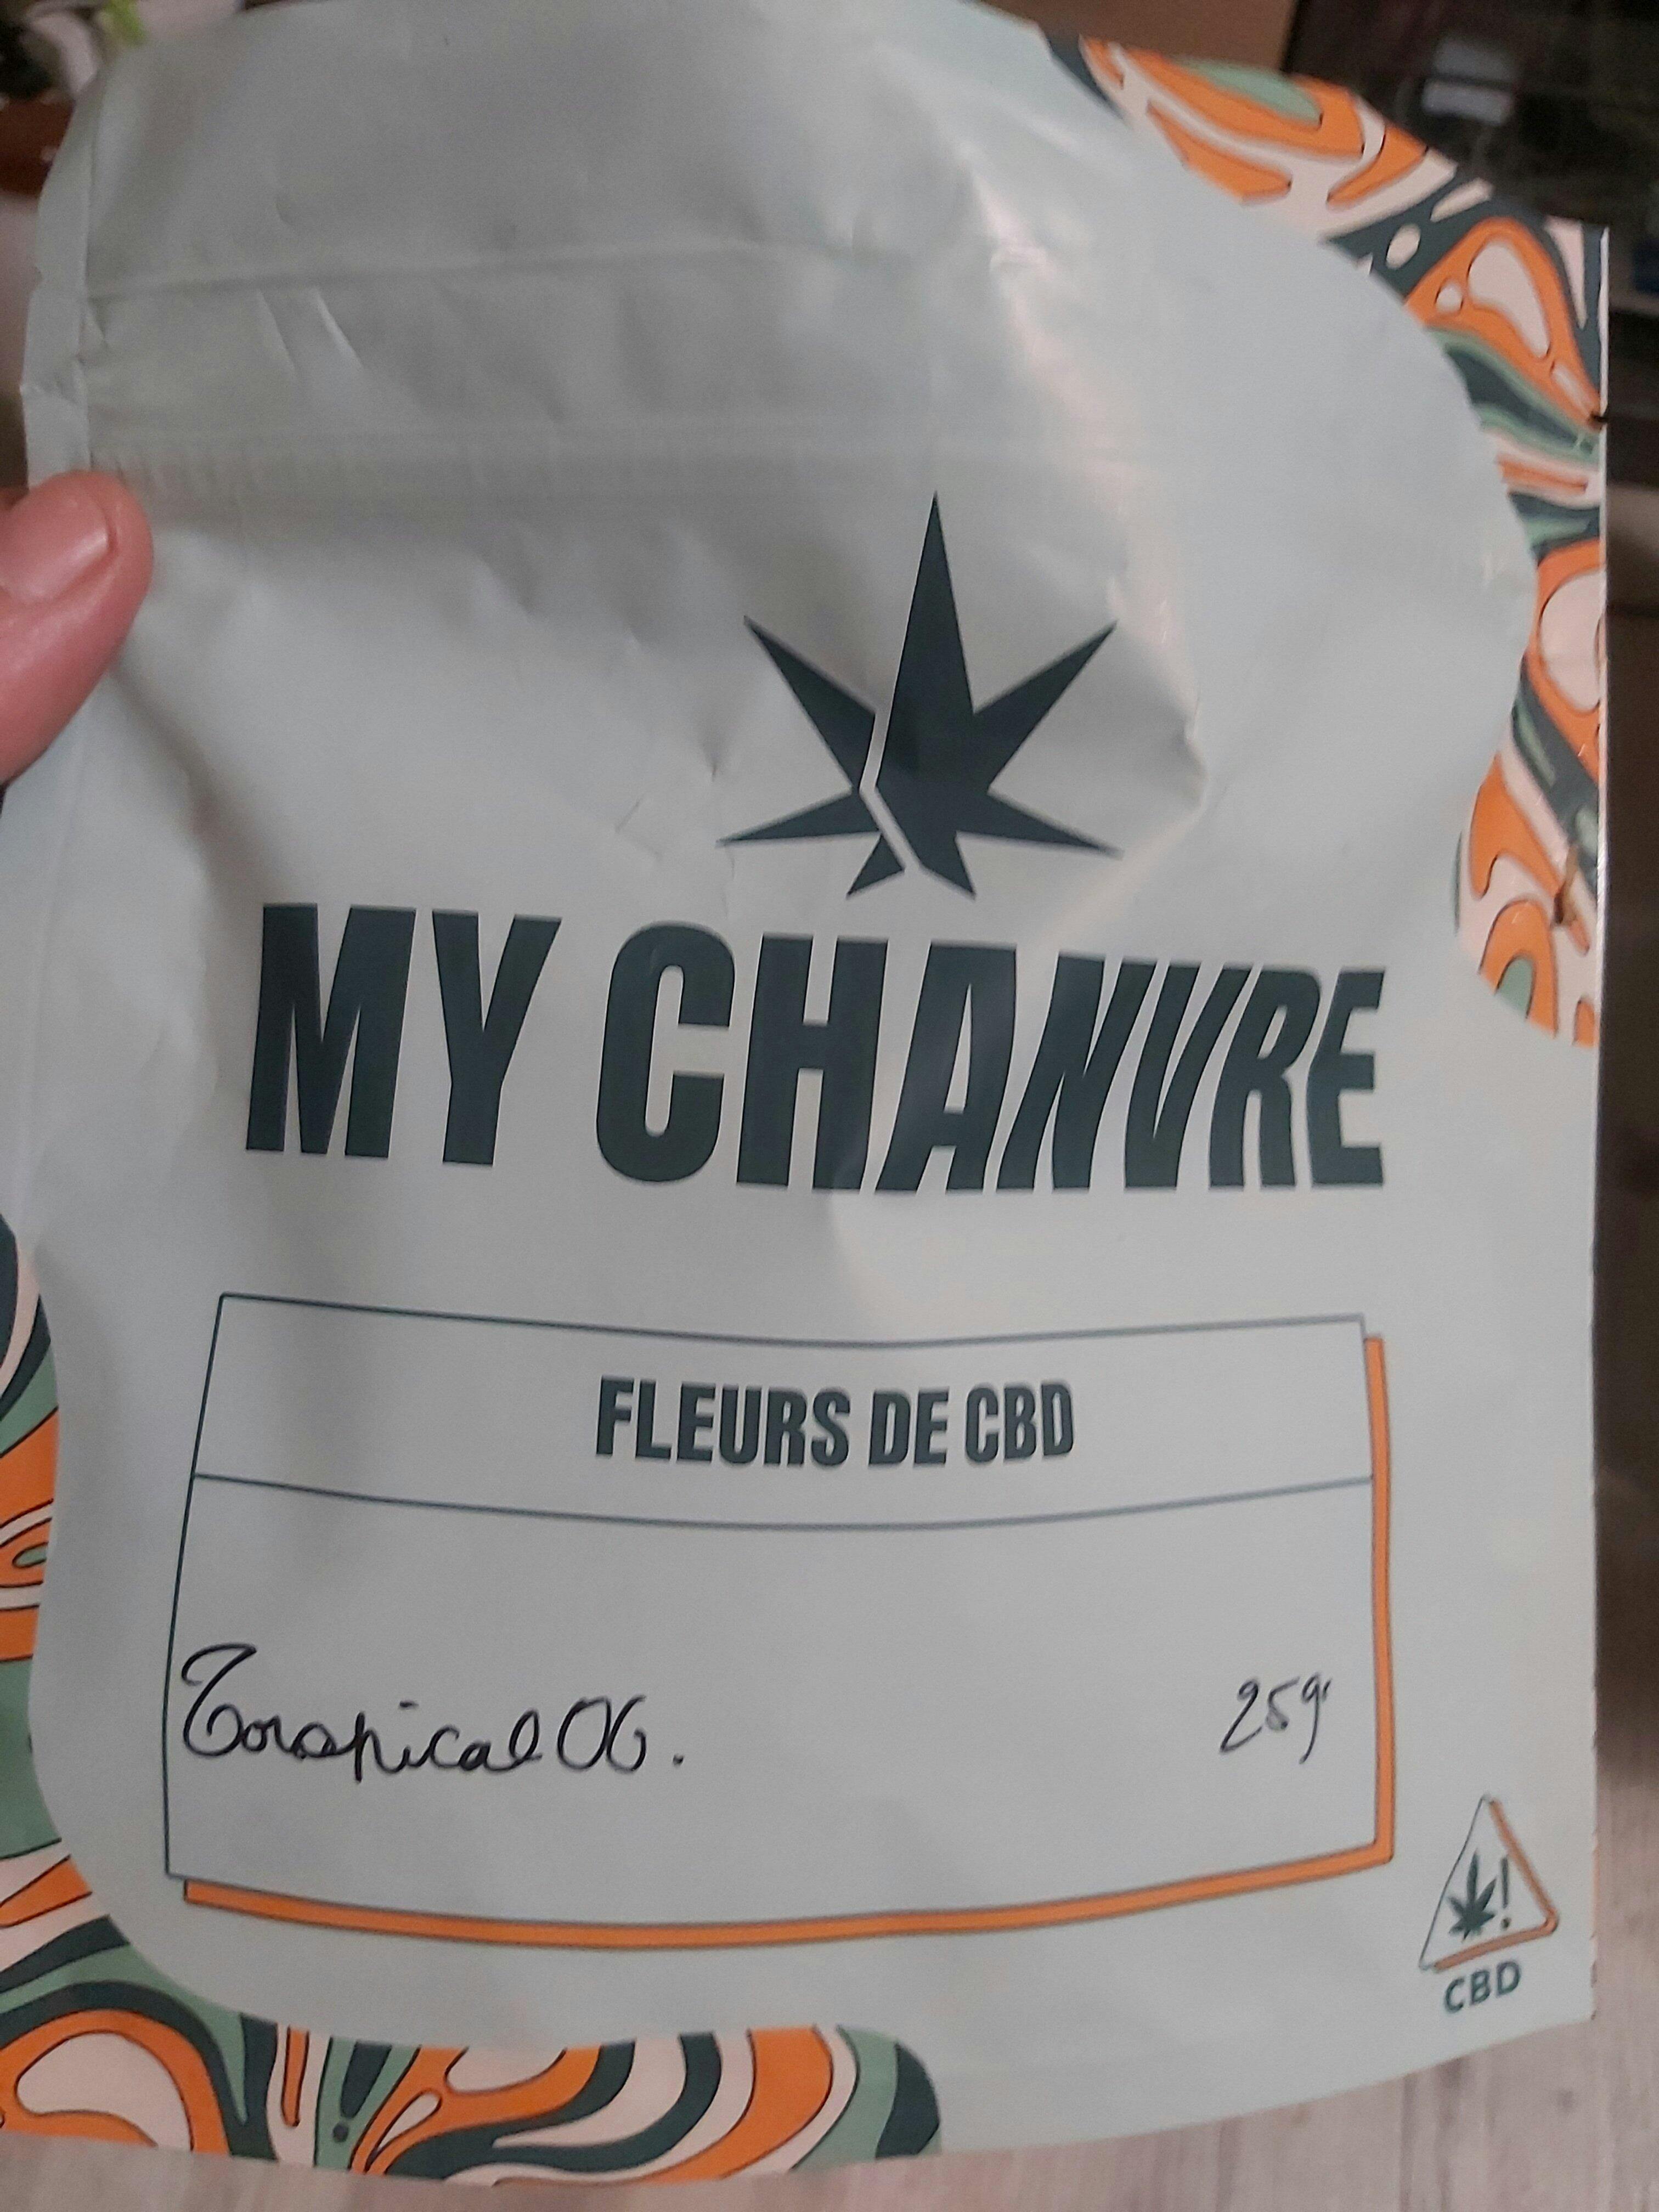 MY CHANVRE
FLEURS DE CBD
Tropical OG. 25g
!
CBD